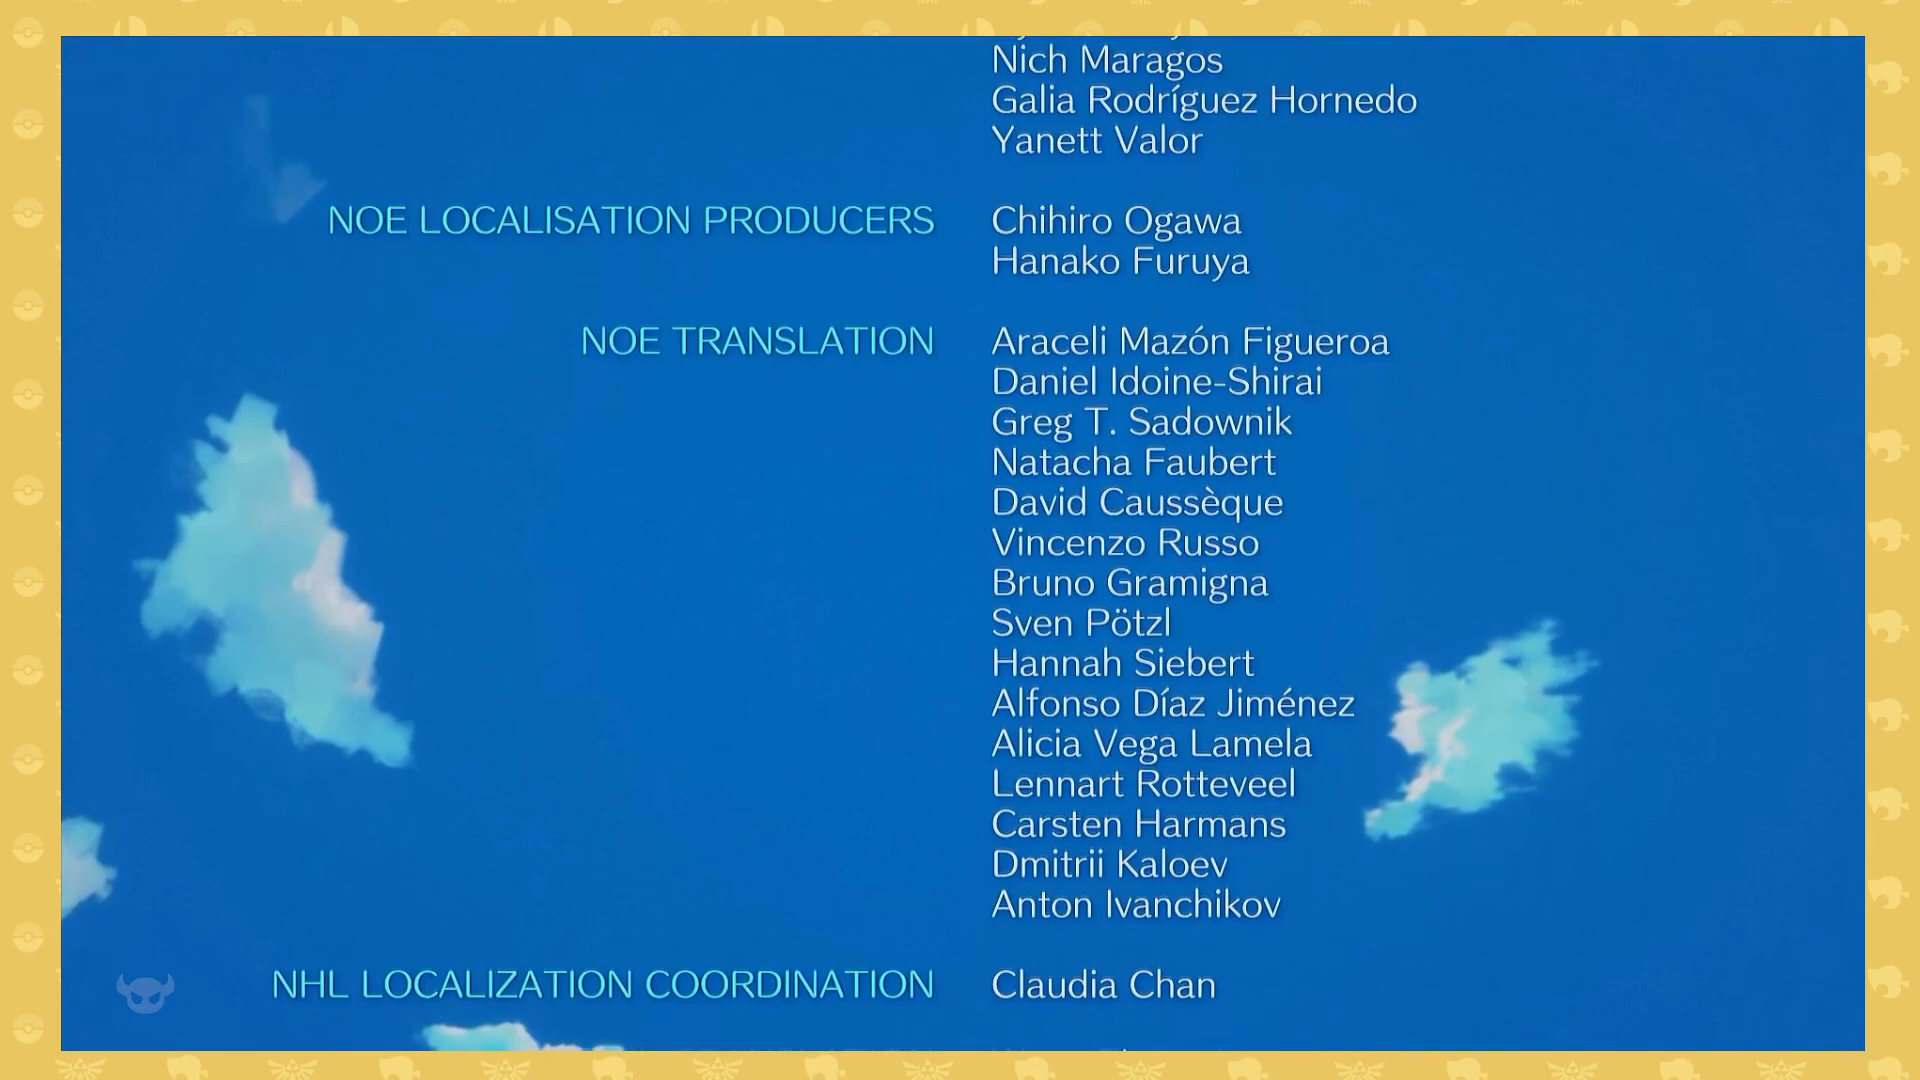 Nich Maragos
Galia Rodríguez Hornedo
Yanett Valor
NOE LOCALISATION PRODUCERS Chihiro Ogawa
Hanako Furuya
NOE TRANSLATION Araceli Mazón Figueroa
Daniel Idoine-Shirai
Greg T. Sadownik
Natacha Faubert
David Caussèque
Vincenzo Russo
Bruno Gramigna
Sven Pötzl
Hannah Siebert
Alfonso Díaz Jiménez
Alicia Vega Lamela
Lennart Rotteveel
Carsten Harmans
Dmitrii Kaloev
Anton Ivanchikov
NHL LOCALIZATION COORDINATION Claudia Chan